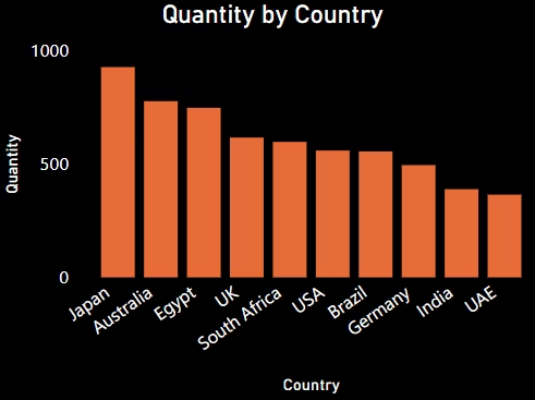 Quantity by Country
1000
500
0
Quantity
Japan
Australia
Egypt
UK
South Africa
USA
Brazil
Germany
India
UAE
Country